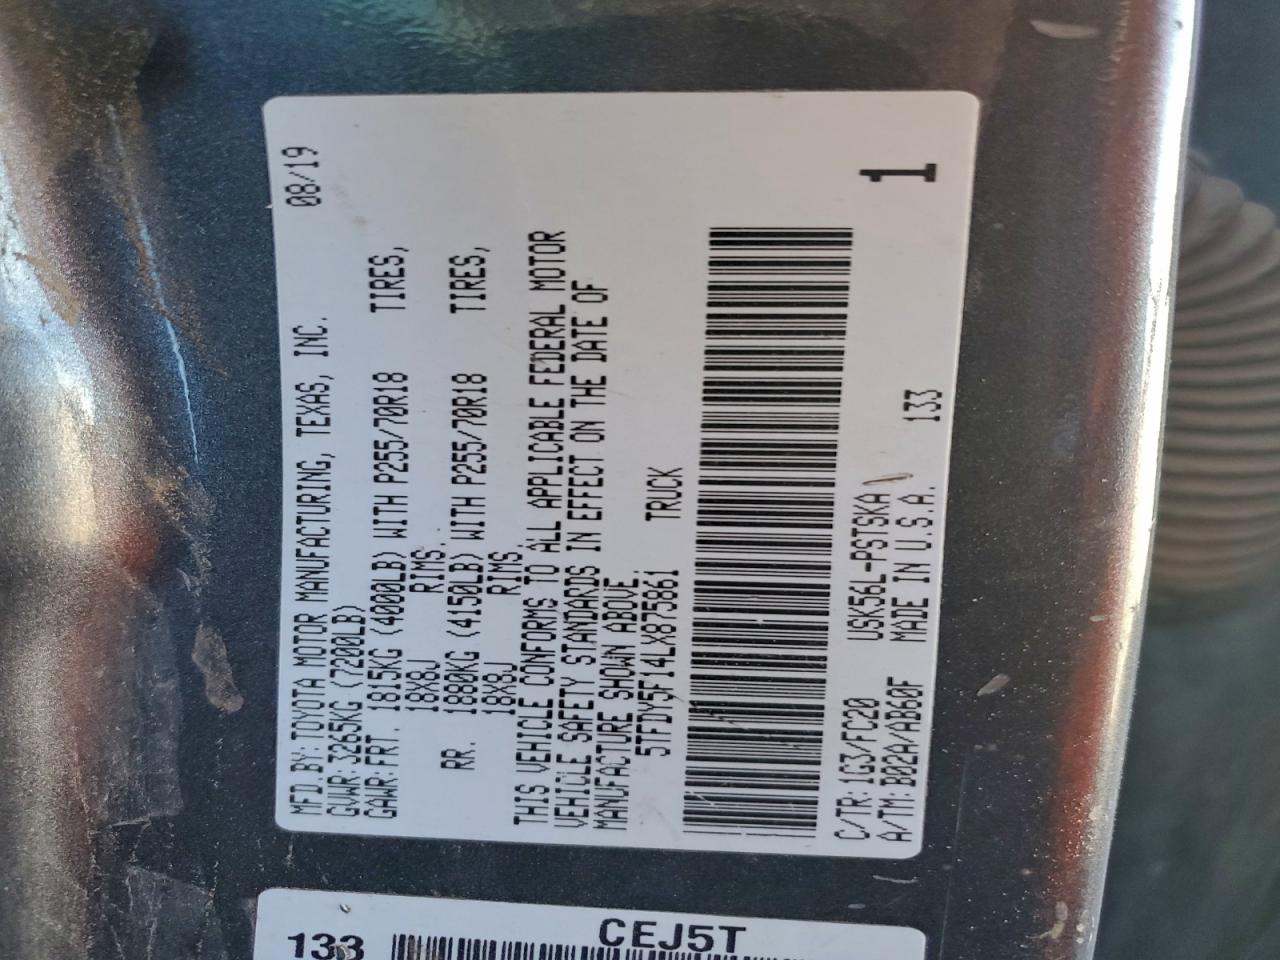 MFD.BY: TOYOTA MOTOR MANUFACTURING, TEXAS, INC. 08/19
GVWR: 3265KG (7200LB)
GAWR: FRT. 1815KG (4000LB) WITH P255/70R18 TIRES,
18X8J RIMS.
RR. 1880KG (4150LB) WITH P255/70R18 TIRES,
18X8J RIMS.
THIS VEHICLE CONFORMS TO ALL APPLICABLE FEDERAL MOTOR
VEHICLE SAFETY STANDARDS IN EFFECT ON THE DATE OF
MANUFACTURE SHOWN ABOVE.
5TFDY5F14LX875861 TRUCK
C/TR: 1G3/FC20 USK56L-PSTSKA 1
A/TM: B02A/AB60F MADE IN U.S.A. 133
CEJ5T
133